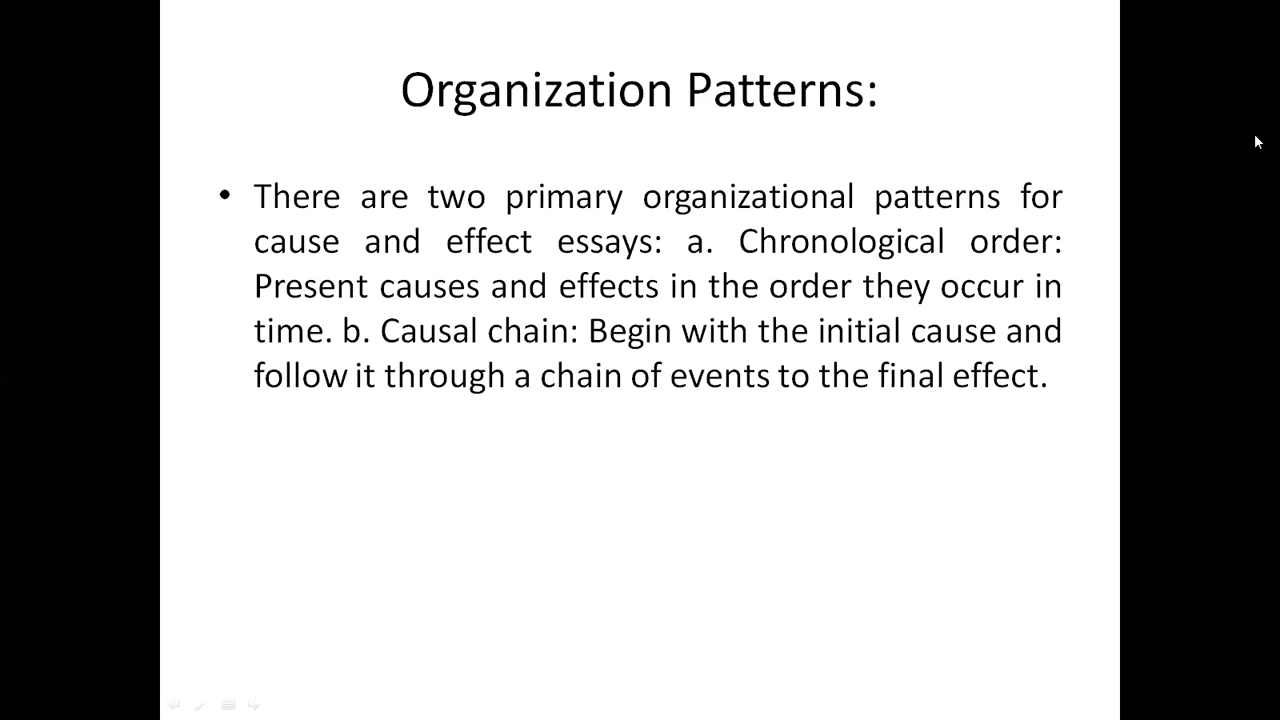 Organization Patterns:
• There are two primary organizational patterns for
cause and effect essays: a. Chronological order:
Present causes and effects in the order they occur in
time. b. Causal chain: Begin with the initial cause and
follow it through a chain of events to the final effect.